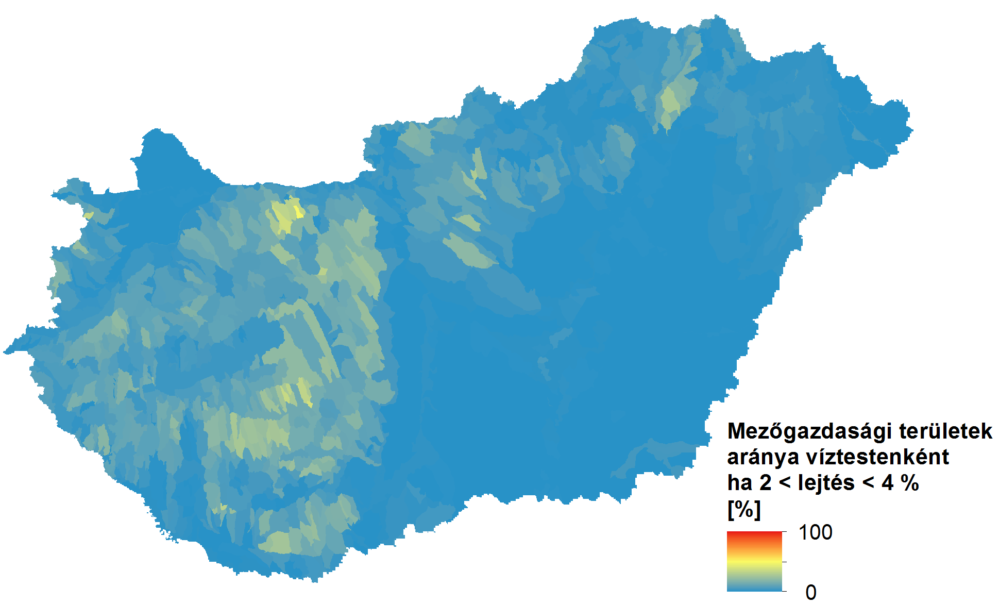 Mezőgazdasági területek
aránya víztestenként
ha 2 < lejtés < 4 %
[%]
100
0